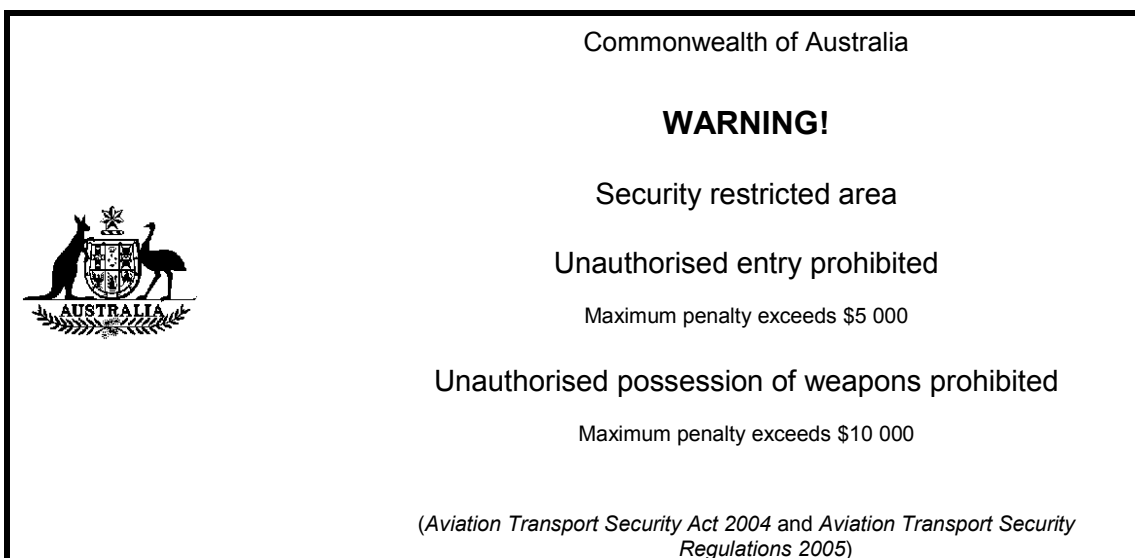 Commonwealth of Australia
WARNING!
Security restricted area
Unauthorised entry prohibited
Maximum penalty exceeds $5 000
AUSTRALIA
Unauthorised possession of weapons prohibited
Maximum penalty exceeds $10 000
(Aviation Transport Security Act 2004 and Aviation Transport Security
Regulations 2005)